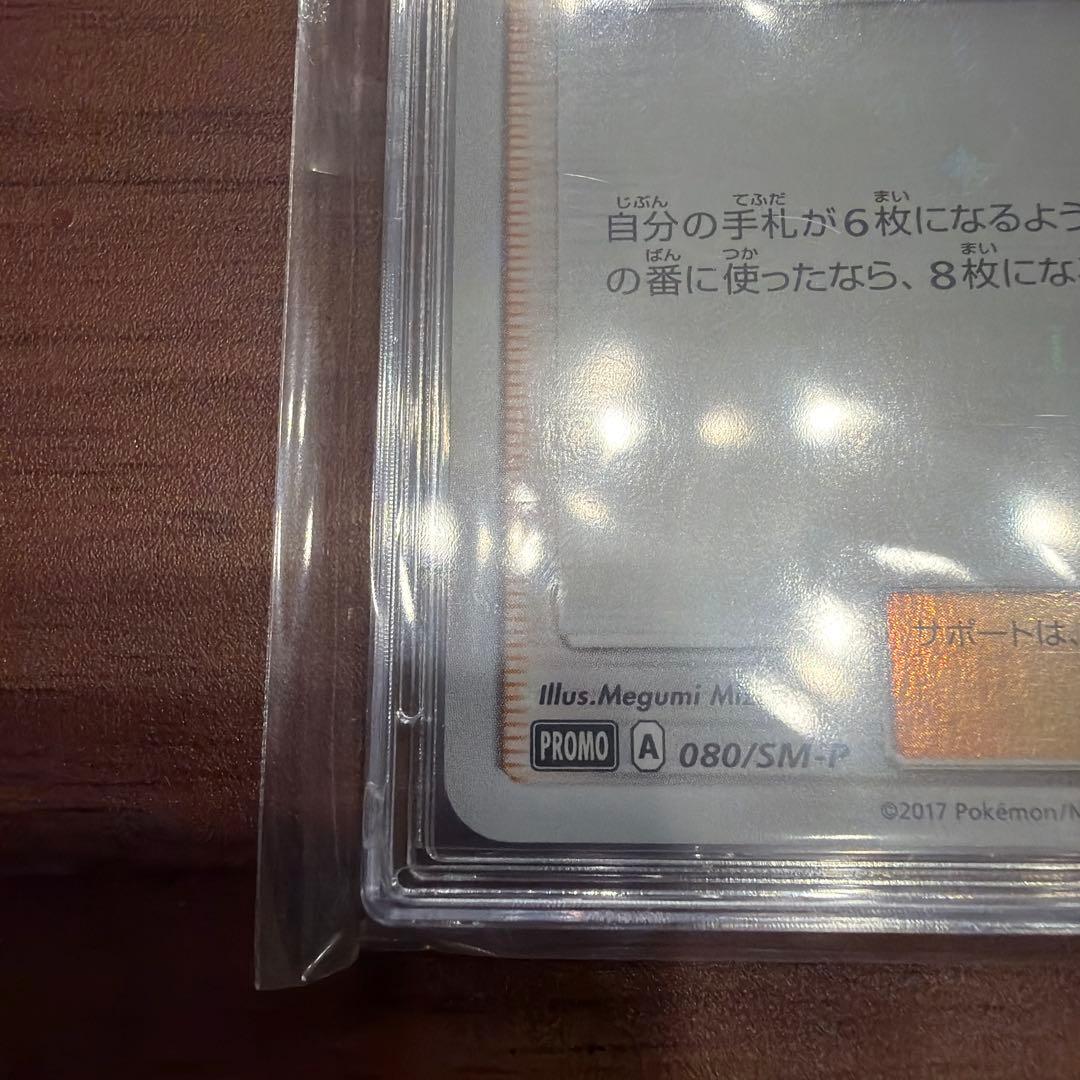 自分の手札が6枚になるよう
の番に使ったなら、8枚にな
サポートは、
Illus.Megumi
PROMO A 080/SM-P
©2017 Pokémon/N